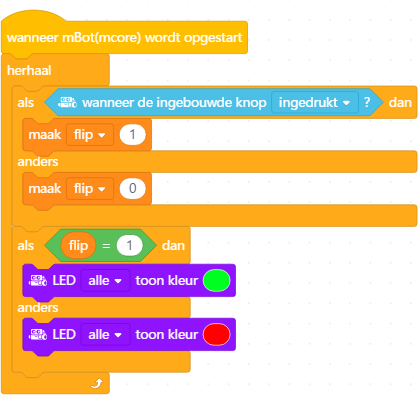 wanneer mBot(mcore) wordt opgestart
herhaal
als wanneer de ingebouwde knop ingedrukt ? dan
maak flip 1
anders
maak flip 0
als flip = 1 dan
LED alle toon kleur
anders
LED alle toon kleur